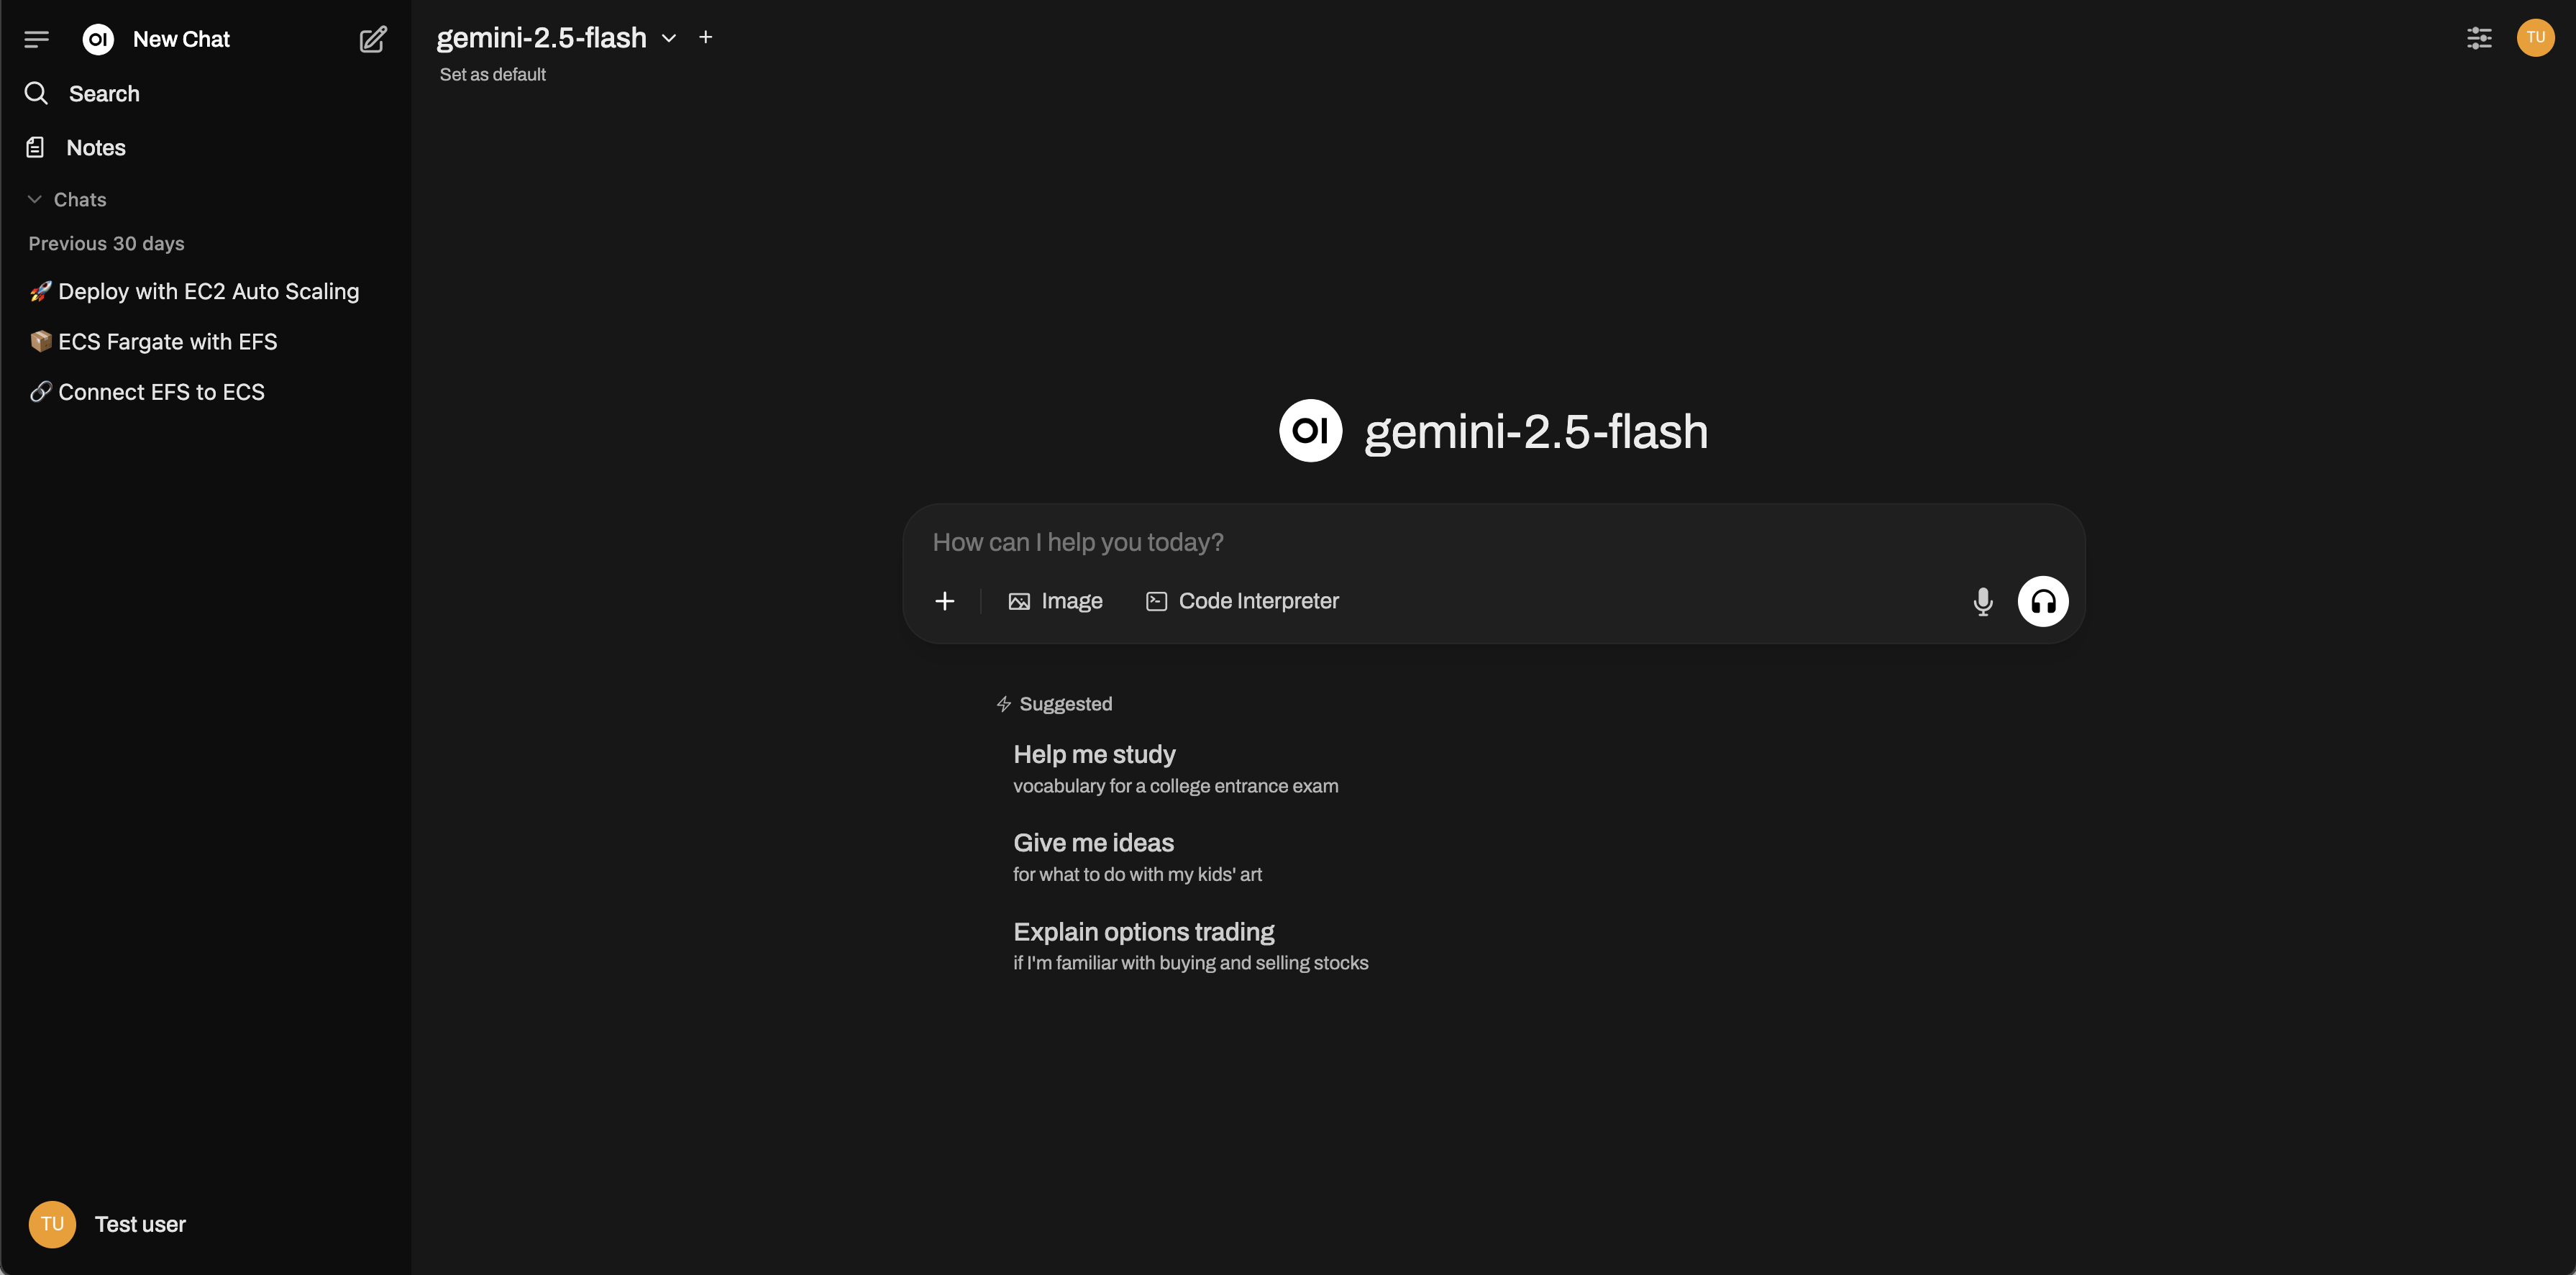 OI New Chat
Search
Notes
Chats
Previous 30 days
🚀 Deploy with EC2 Auto Scaling
📦 ECS Fargate with EFS
🔗 Connect EFS to ECS
TU Test user
gemini-2.5-flash
Set as default
TU
OI gemini-2.5-flash
How can I help you today?
Image Code Interpreter
Suggested
Help me study
vocabulary for a college entrance exam
Give me ideas
for what to do with my kids' art
Explain options trading
if I'm familiar with buying and selling stocks